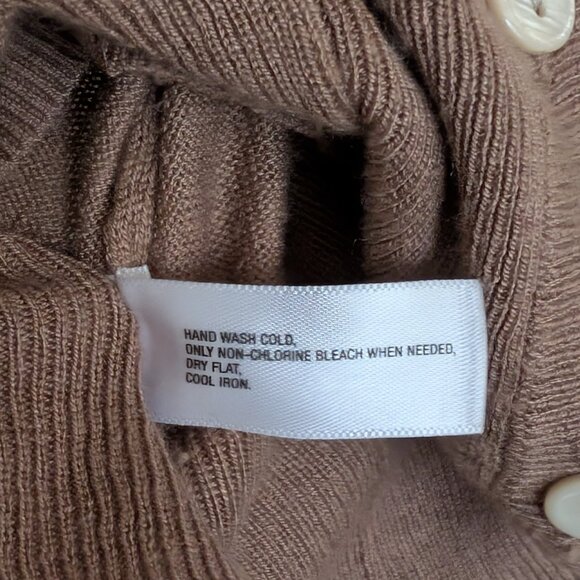 HAND WASH COLD,
ONLY NON-CHLORINE BLEACH WHEN NEEDED,
DRY FLAT,
COOL IRON.